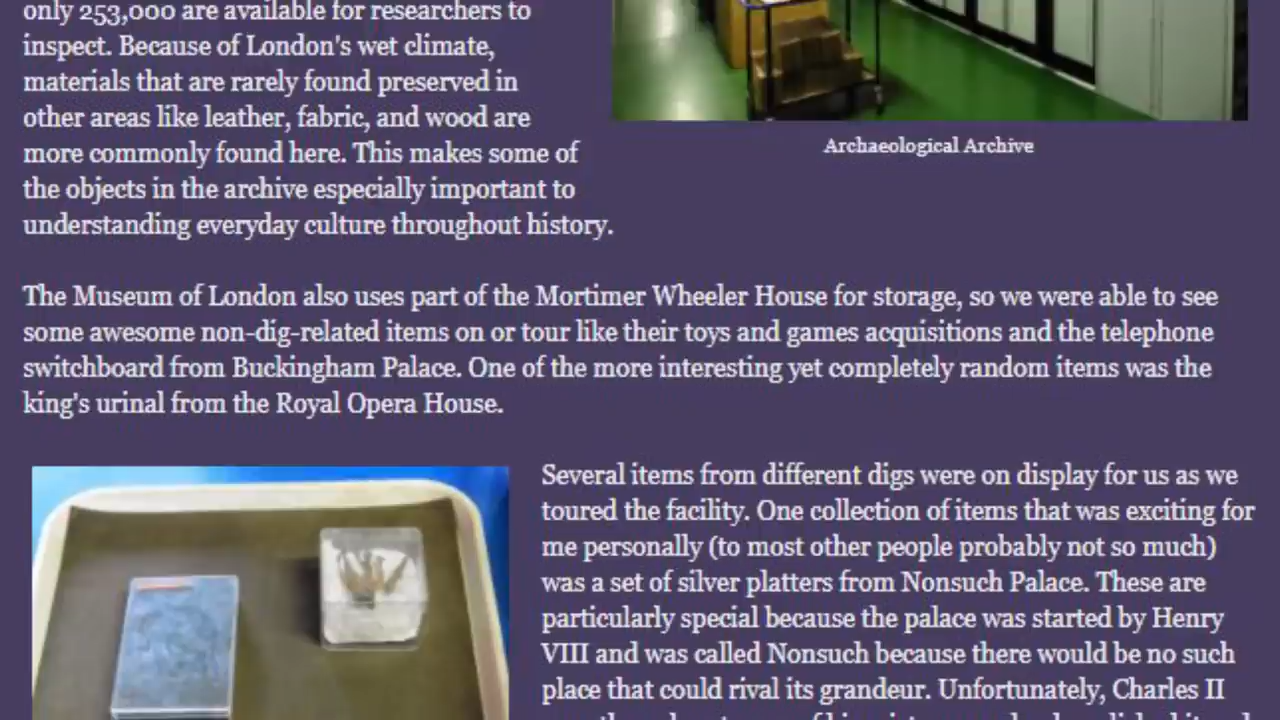 only 253,000 are available for researchers to
inspect. Because of London's wet climate,
materials that are rarely found preserved in
other areas like leather, fabric, and wood are
more commonly found here. This makes some of
the objects in the archive especially important to
understanding everyday culture throughout history.
Archaeological Archive
The Museum of London also uses part of the Mortimer Wheeler House for storage, so we were able to see
some awesome non-dig-related items on or tour like their toys and games acquisitions and the telephone
switchboard from Buckingham Palace. One of the more interesting yet completely random items was the
king's urinal from the Royal Opera House.
Several items from different digs were on display for us as we
toured the facility. One collection of items that was exciting for
me personally (to most other people probably not so much)
was a set of silver platters from Nonsuch Palace. These are
particularly special because the palace was started by Henry
VIII and was called Nonsuch because there would be no such
place that could rival its grandeur. Unfortunately, Charles II